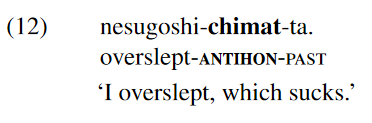 (12) nesugoshi-chimat-ta.
overslept-ANTIHON-PAST
‘I overslept, which sucks.’